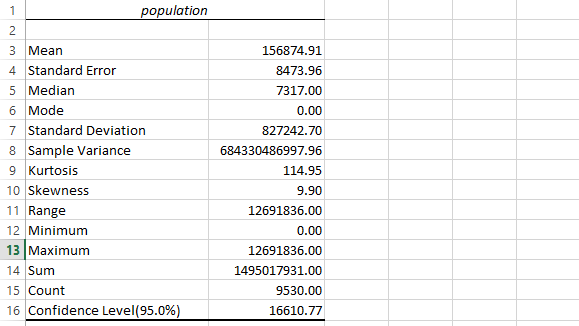 1 population
2
3 Mean 156874.91
4 Standard Error 8473.96
5 Median 7317.00
6 Mode 0.00
7 Standard Deviation 827242.70
8 Sample Variance 684330486997.96
9 Kurtosis 114.95
10 Skewness 9.90
11 Range 12691836.00
12 Minimum 0.00
13 Maximum 12691836.00
14 Sum 1495017931.00
15 Count 9530.00
16 Confidence Level(95.0%) 16610.77